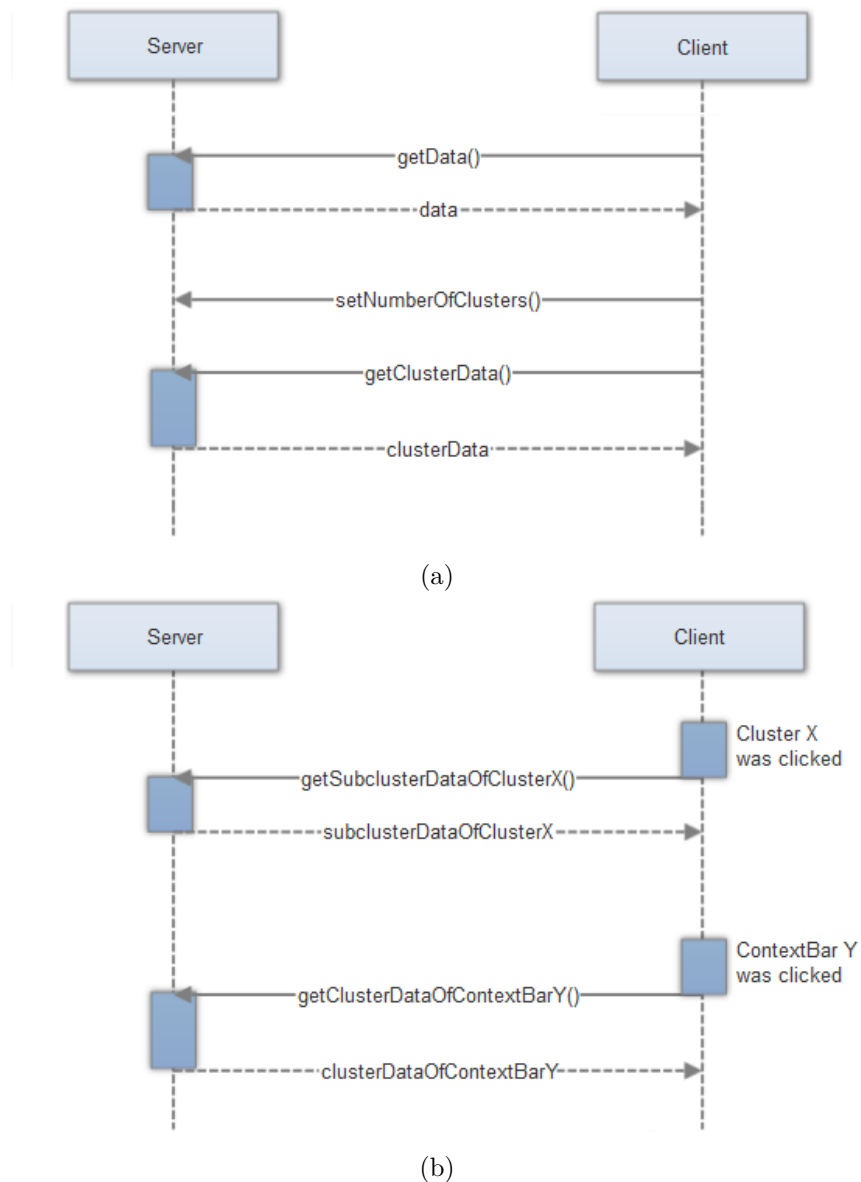 Server
Client
getData()
data
setNumberOfClusters()
getClusterData()
clusterData
(a)
Server
Client
Cluster X
was clicked
getSubclusterDataOfClusterX()
subclusterDataOfClusterX
ContextBar Y
was clicked
getClusterDataOfContextBarY()
clusterDataOfContextBarY
(b)